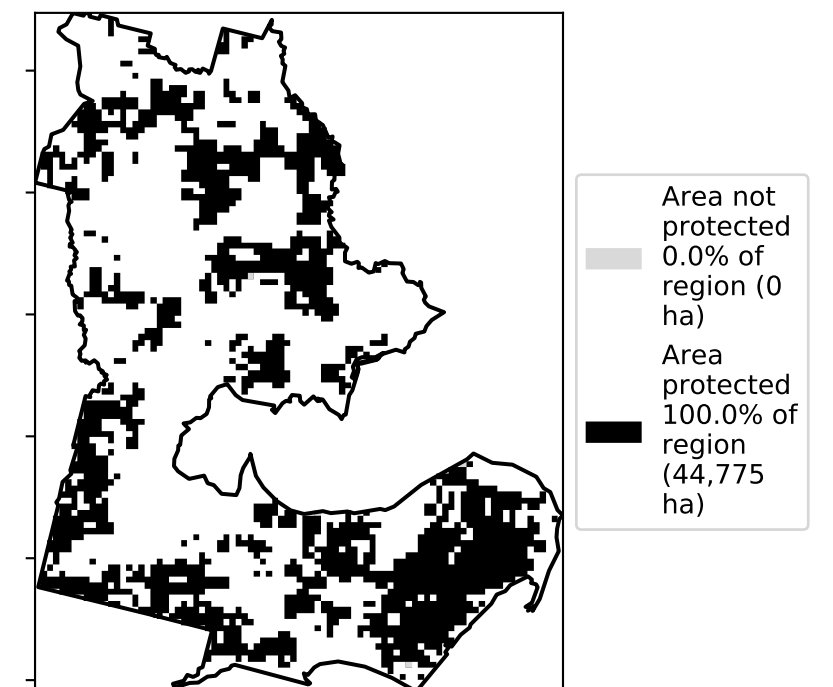 Area not
protected
0.0% of
region (0
ha)
Area
protected
100.0% of
region
(44,775
ha)